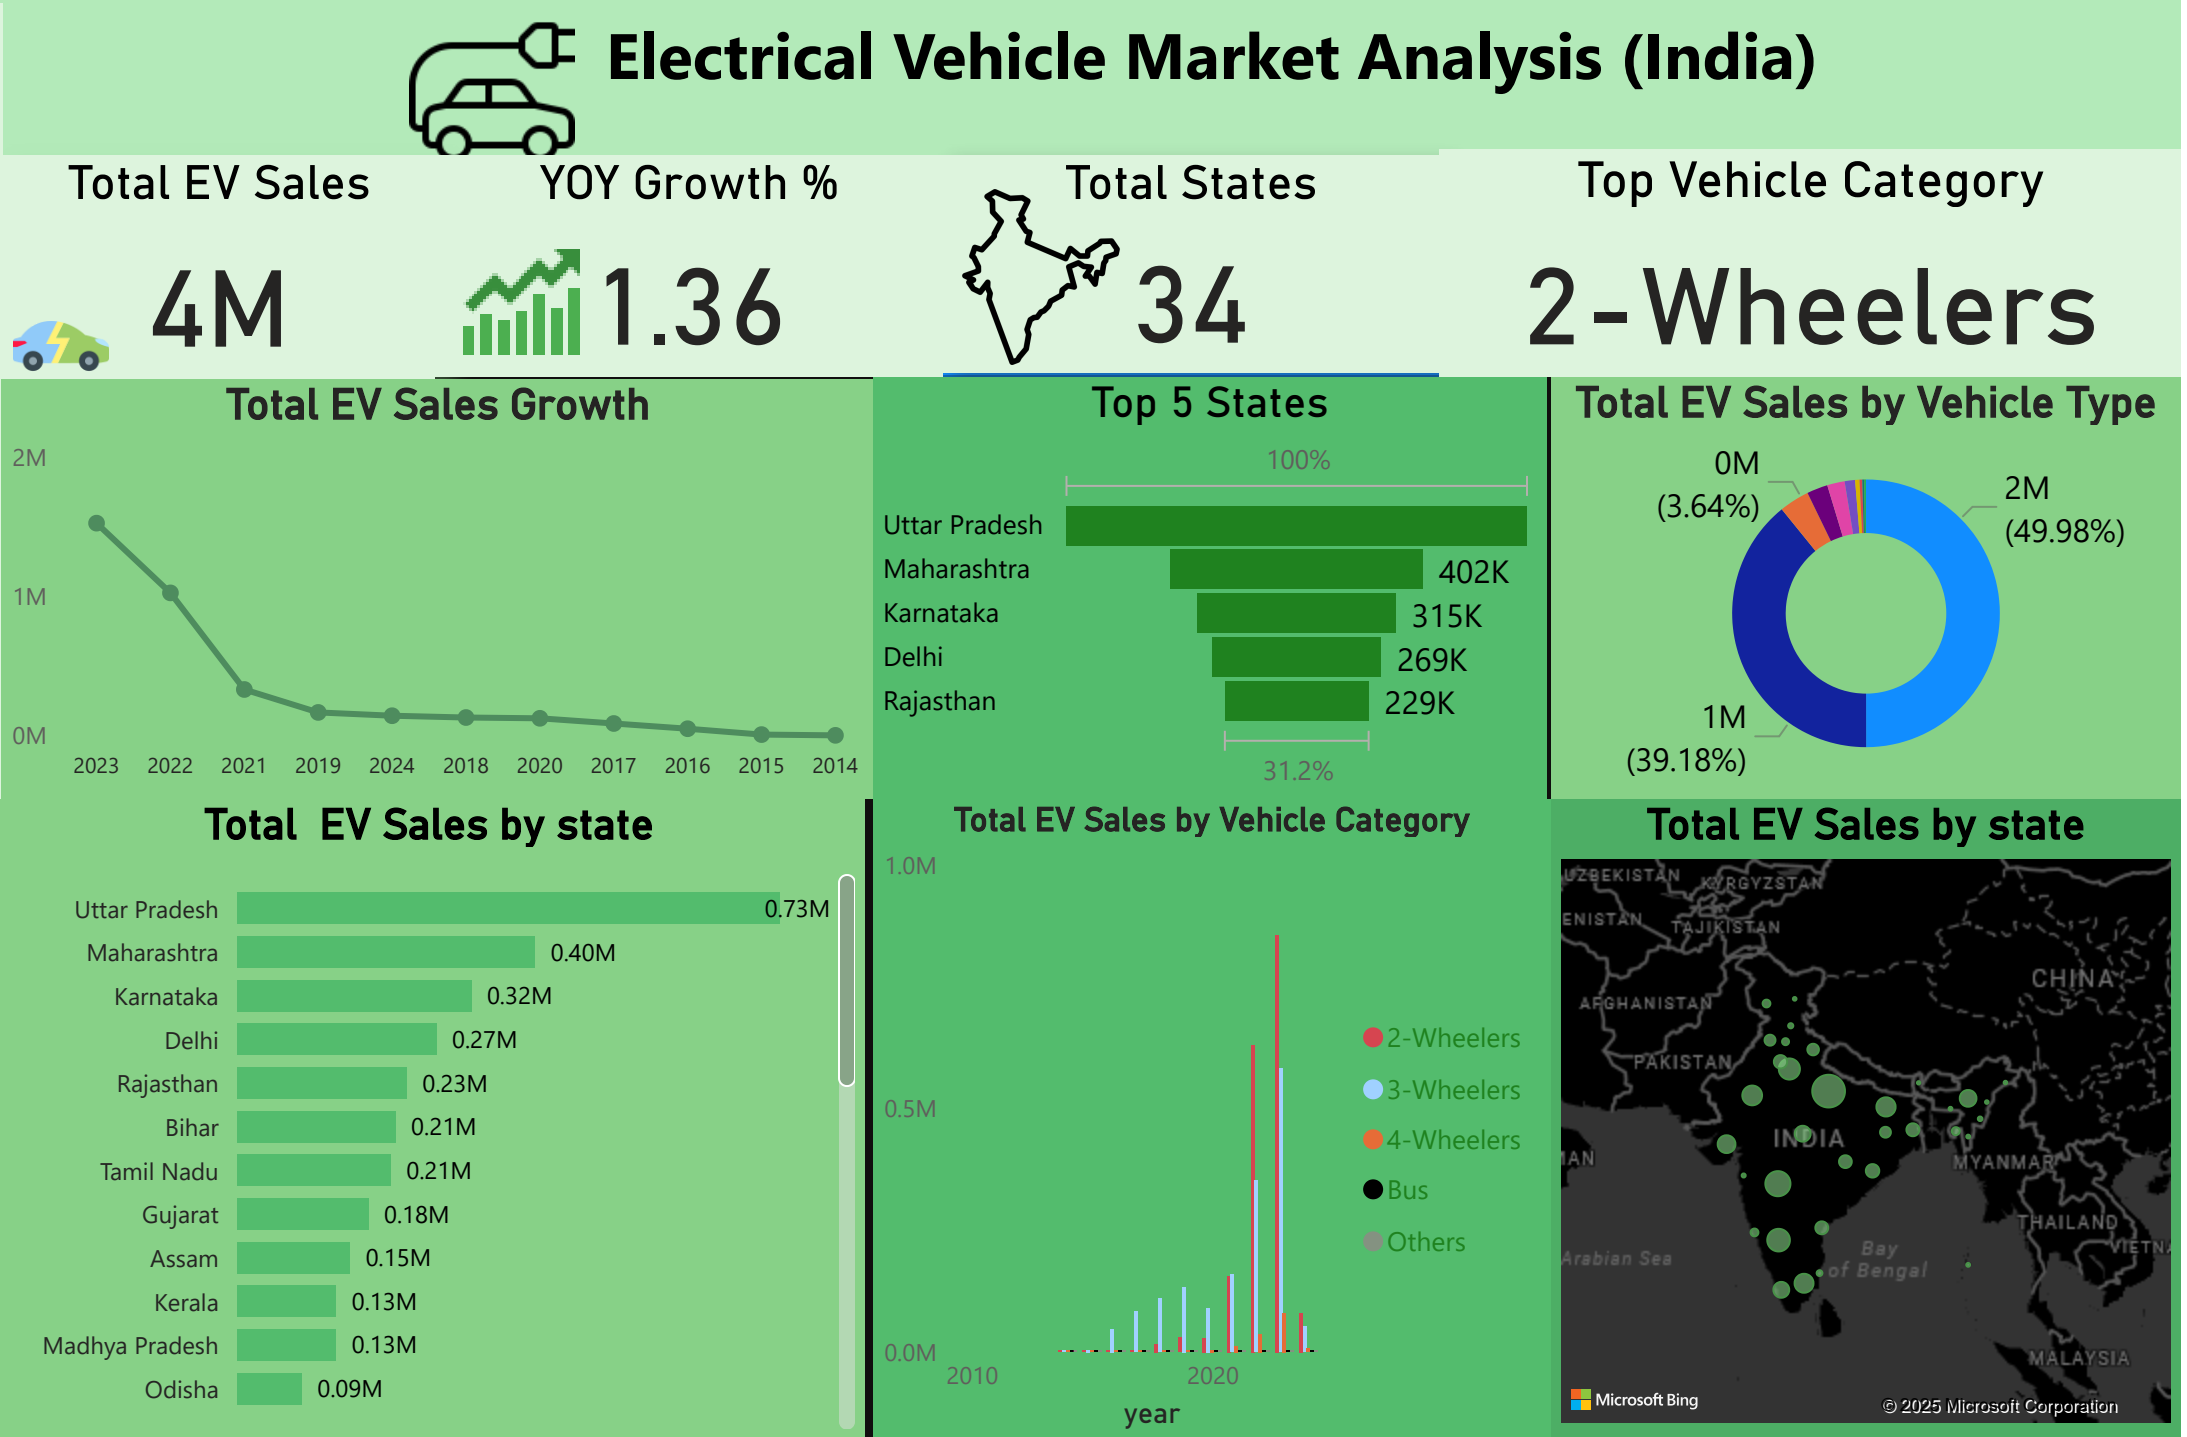 Electrical Vehicle Market Analysis (India)
Total EV Sales
4M
YOY Growth %
1.36
Total States
34
Top Vehicle Category
2-Wheelers
Total EV Sales Growth
2M
1M
0M
2023 2022 2021 2019 2024 2018 2020 2017 2016 2015 2014
Top 5 States
100%
Uttar Pradesh
Maharashtra 402K
Karnataka 315K
Delhi 269K
Rajasthan 229K
31.2%
Total EV Sales by Vehicle Type
0M
(3.64%)
2M
(49.98%)
1M
(39.18%)
Total EV Sales by state
Uttar Pradesh 0.73M
Maharashtra 0.40M
Karnataka 0.32M
Delhi 0.27M
Rajasthan 0.23M
Bihar 0.21M
Tamil Nadu 0.21M
Gujarat 0.18M
Assam 0.15M
Kerala 0.13M
Madhya Pradesh 0.13M
Odisha 0.09M
Total EV Sales by Vehicle Category
1.0M
0.5M
0.0M
2010 2020
year
2-Wheelers
3-Wheelers
4-Wheelers
Bus
Others
Total EV Sales by state
UZBEKISTAN
KYRGYZSTAN
ENISTAN
TAJIKISTAN
CHINA
AFGHANISTAN
PAKISTAN
INDIA
MAN
MYANMAR
THAILAND
VIETNA
Arabian Sea
Bay
of Bengal
MALAYSIA
Microsoft Bing
© 2025 Microsoft Corporation